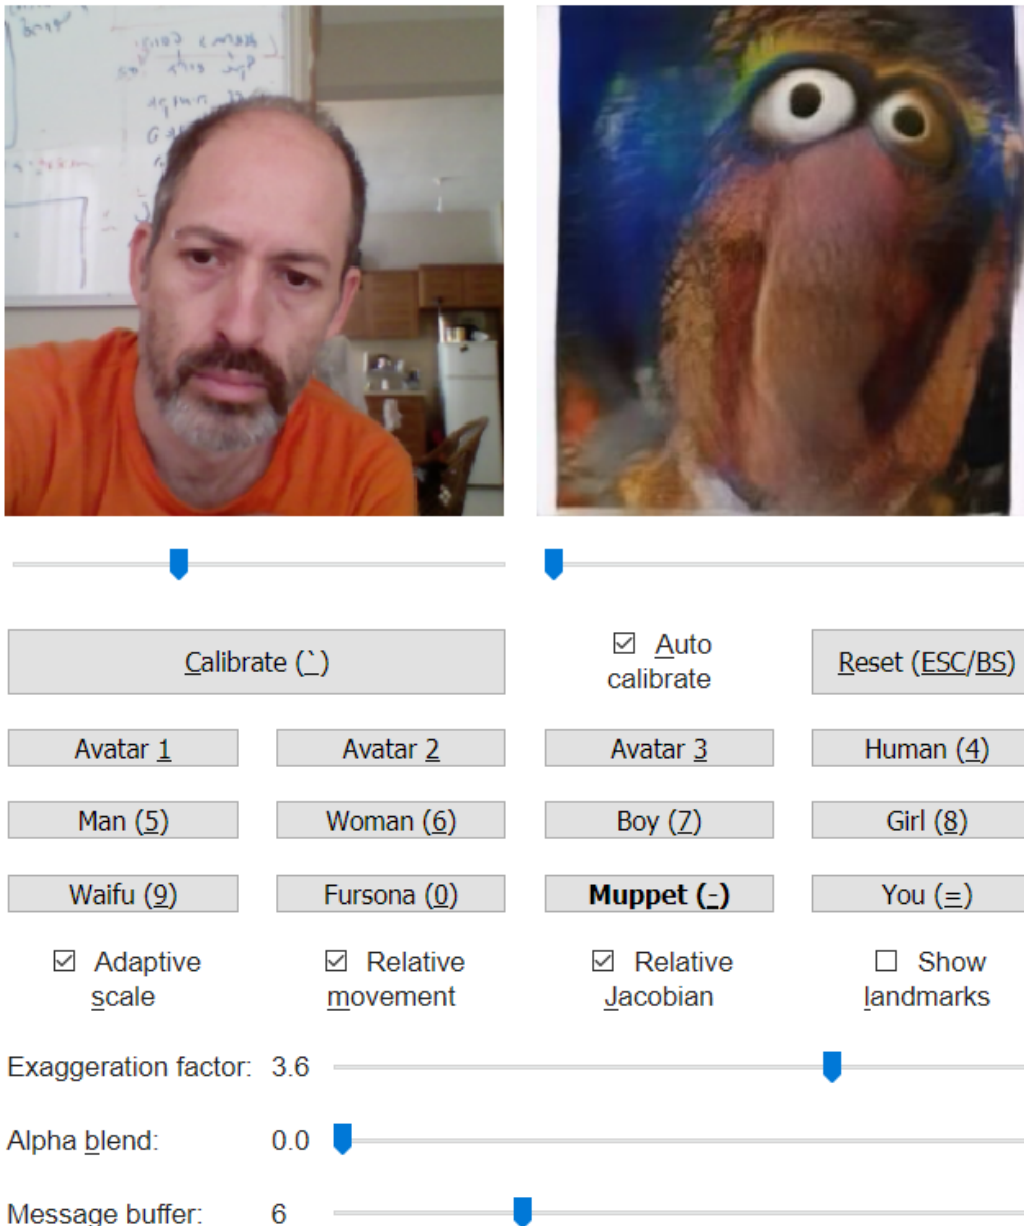 Calibrate (`)
Auto
calibrate
Reset (ESC/BS)
Avatar 1
Avatar 2
Avatar 3
Human (4)
Man (5)
Woman (6)
Boy (7)
Girl (8)
Waifu (9)
Fursona (0)
Muppet (-)
You (=)
Adaptive
scale
Relative
movement
Relative
Jacobian
Show
landmarks
Exaggeration factor: 3.6
Alpha blend: 0.0
Message buffer: 6